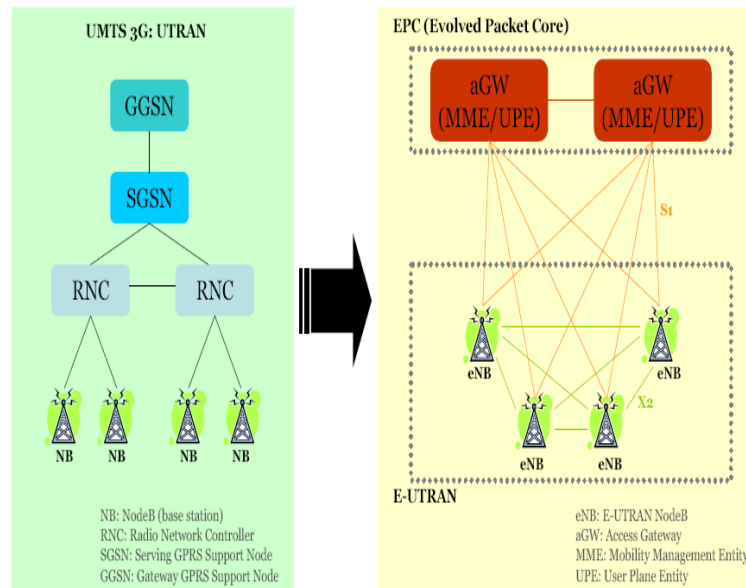 UMTS 3G: UTRAN
GGSN
SGSN
RNC
RNC
NB
NB
NB
NB
NB: NodeB (base station)
RNC: Radio Network Controller
SGSN: Serving GPRS Support Node
GGSN: Gateway GPRS Support Node
EPC (Evolved Packet Core)
aGW
(MME/UPE)
aGW
(MME/UPE)
S1
eNB
eNB
X2
eNB
eNB
E-UTRAN
eNB: E-UTRAN NodeB
aGW: Access Gateway
MME: Mobility Management Entity
UPE: User Plane Entity